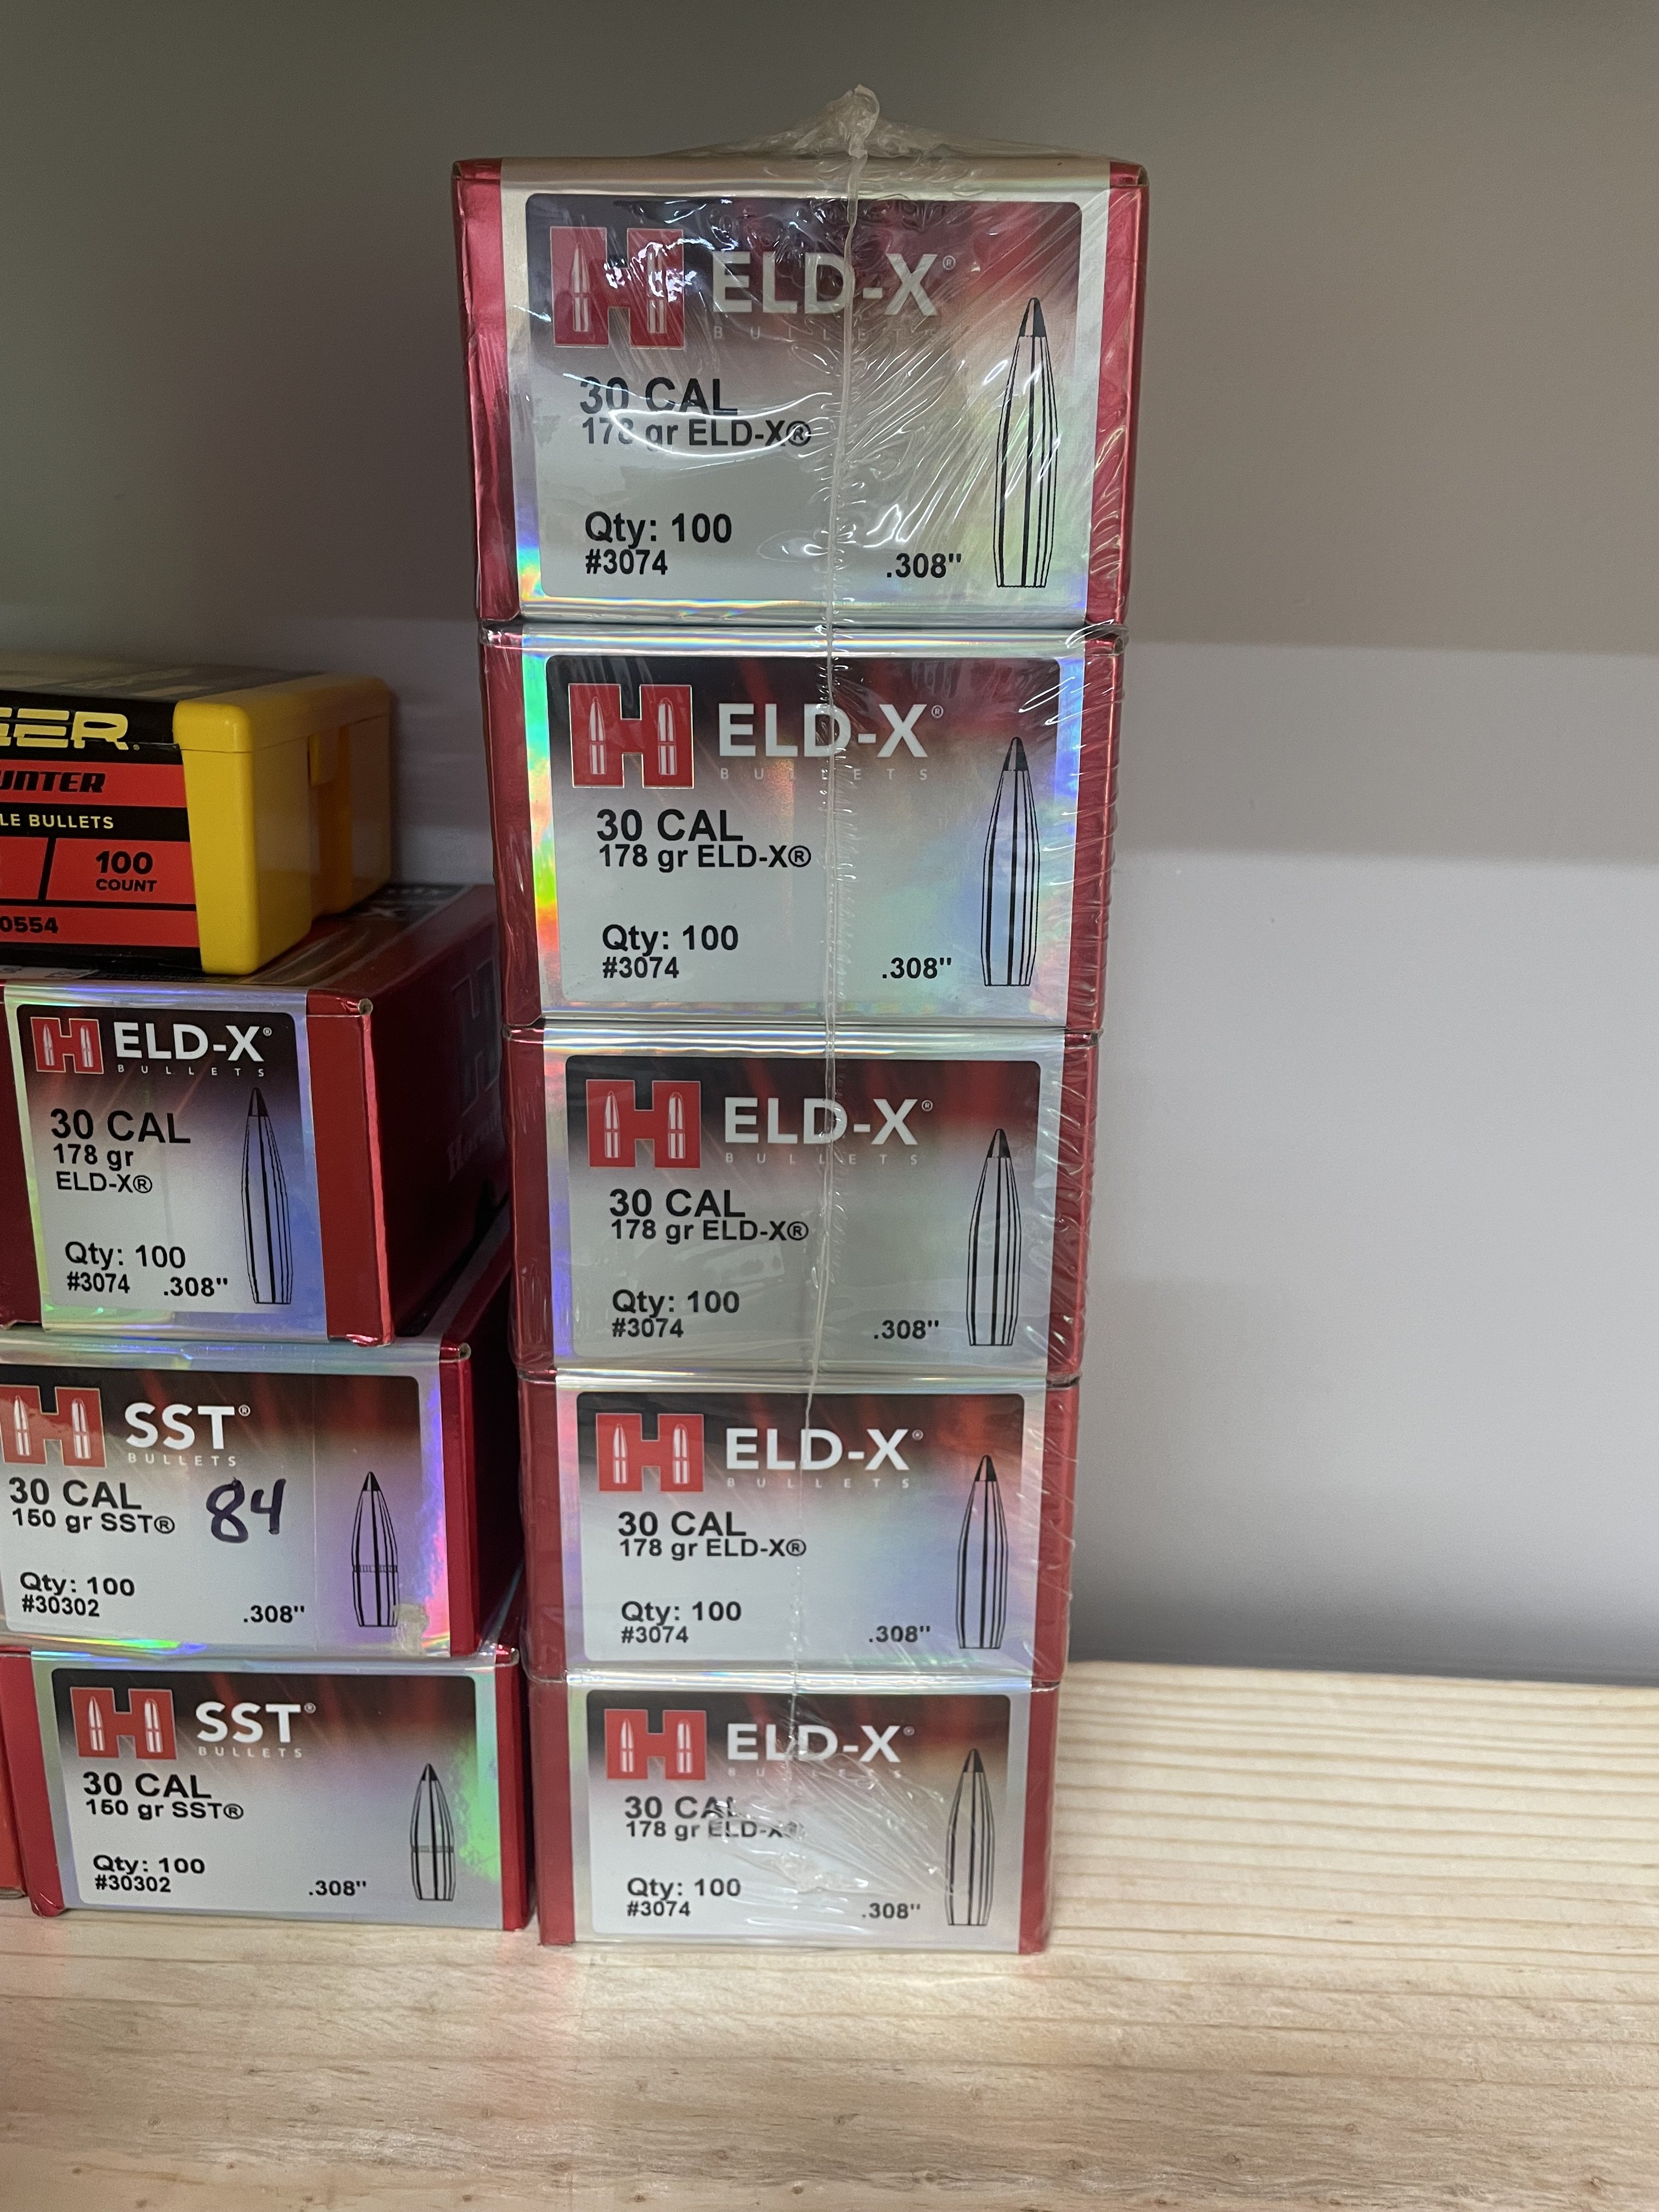 ELD-X®
BULLETS
30 CAL
178 gr ELD-X®
Qty: 100
#3074 .308"
ELD-X®
BULLETS
30 CAL
178 gr ELD-X®
Qty: 100
#3074 .308"
ELD-X®
BULLETS
30 CAL
178 gr ELD-X®
Qty: 100
#3074 .308"
ELD-X®
BULLETS
30 CAL
178 gr ELD-X®
Qty: 100
#3074 .308"
ELD-X®
BULLETS
30 CAL
178 gr ELD-X®
Qty: 100
#3074 .308"
BULLETS
100
COUNT
0554
H ELD-X®
BULLETS
30 CAL
178 gr
ELD-X®
Qty: 100
#3074 .308"
H SST®
BULLETS
30 CAL
150 gr SST® 84
Qty: 100
#30302 .308"
H SST®
BULLETS
30 CAL
150 gr SST®
Qty: 100
#30302 .308"